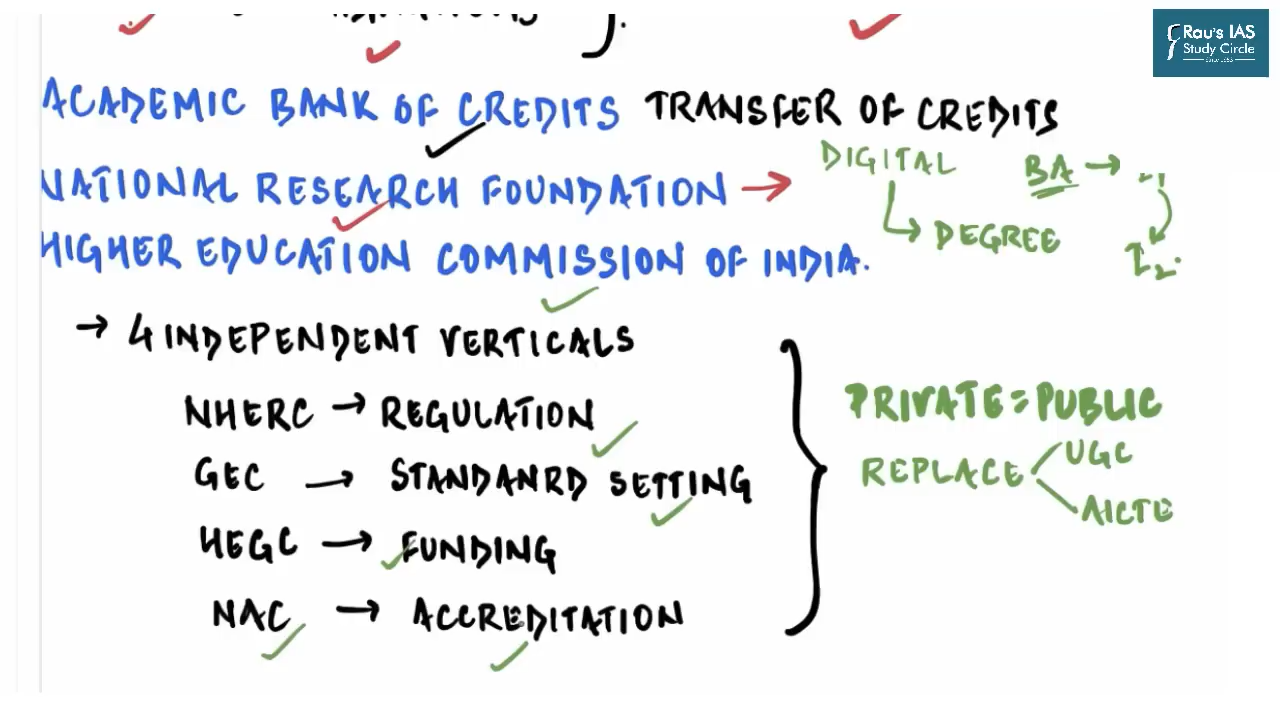 Rau's IAS
Study Circle
ACADEMIC BANK OF CREDITS TRANSFER OF CREDITS
DIGITAL BA →
NATIONAL RESEARCH FOUNDATION →
DEGREE I2.
HIGHER EDUCATION COMMISSION OF INDIA.
→ 4 INDEPENDENT VERTICALS
NHERC → REGULATION
PRIVATE = PUBLIC
GEC → STANDANRD SETTING
REPLACE UGC
AICTE
HEGC → FUNDING
NAC → ACCREDITATION